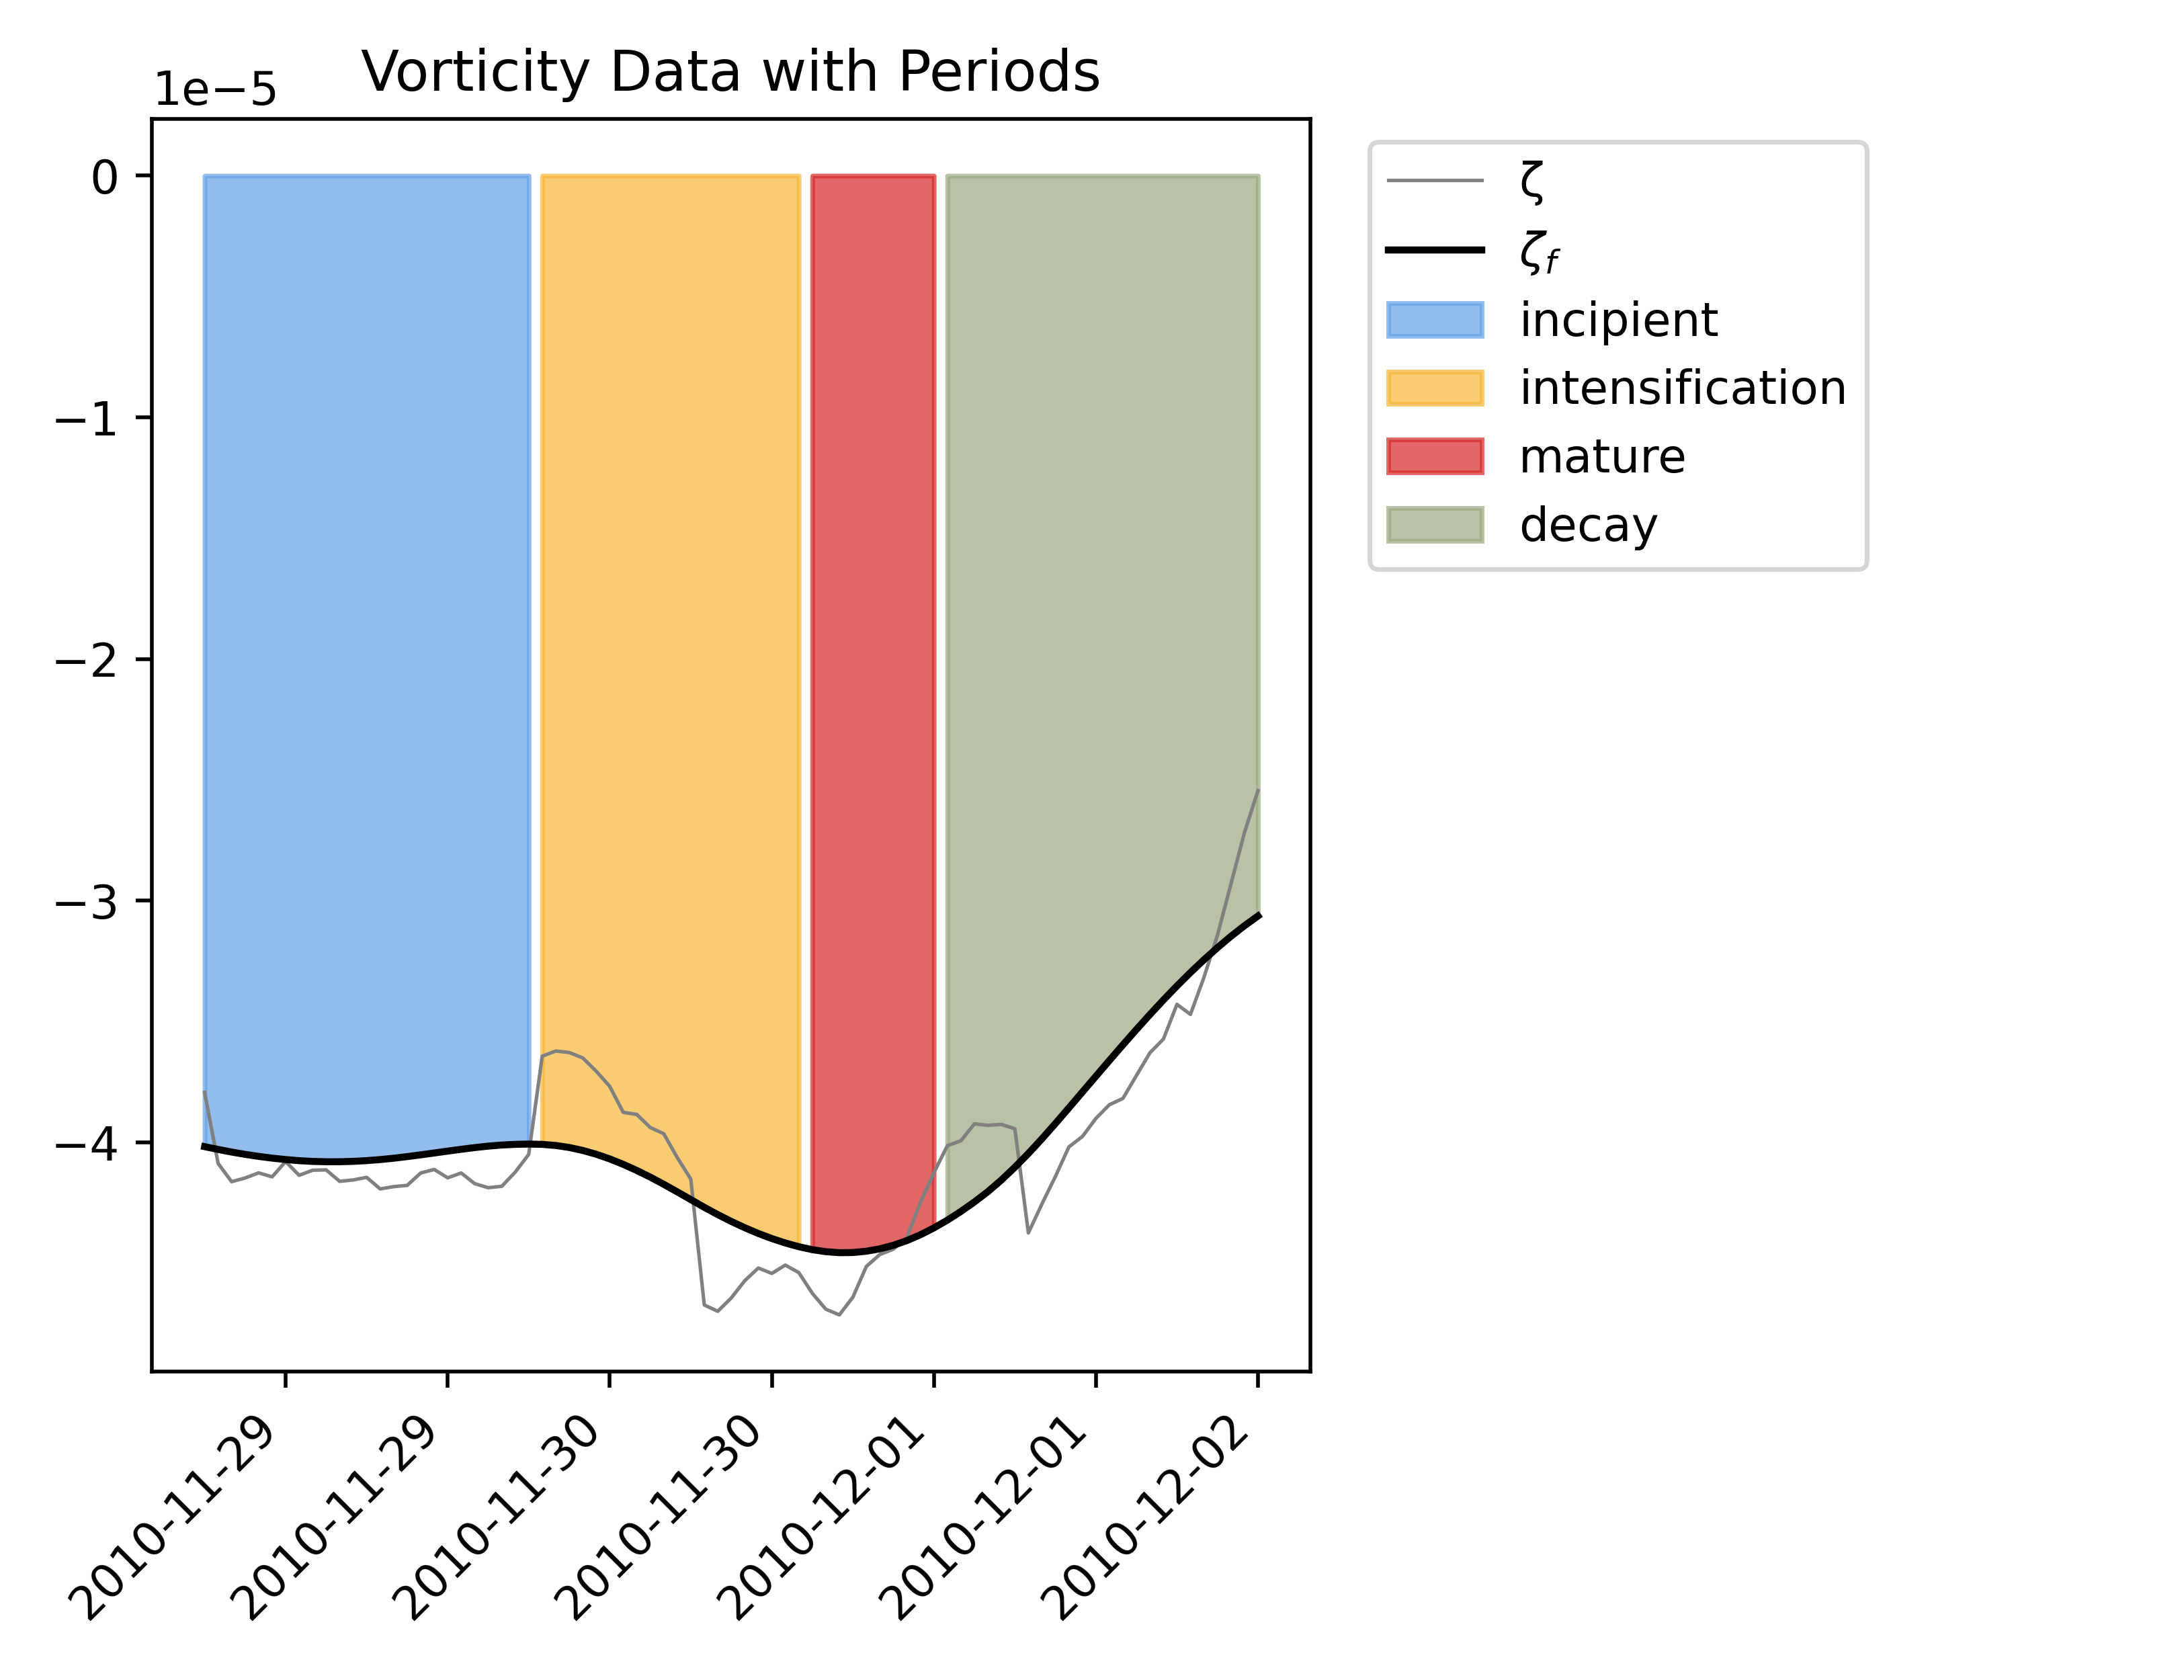 Vorticity Data with Periods
1e−5
0
−1
−2
−3
−4
2010-11-29
2010-11-29
2010-11-30
2010-11-30
2010-12-01
2010-12-01
2010-12-02
ζ
ζf
incipient
intensification
mature
decay